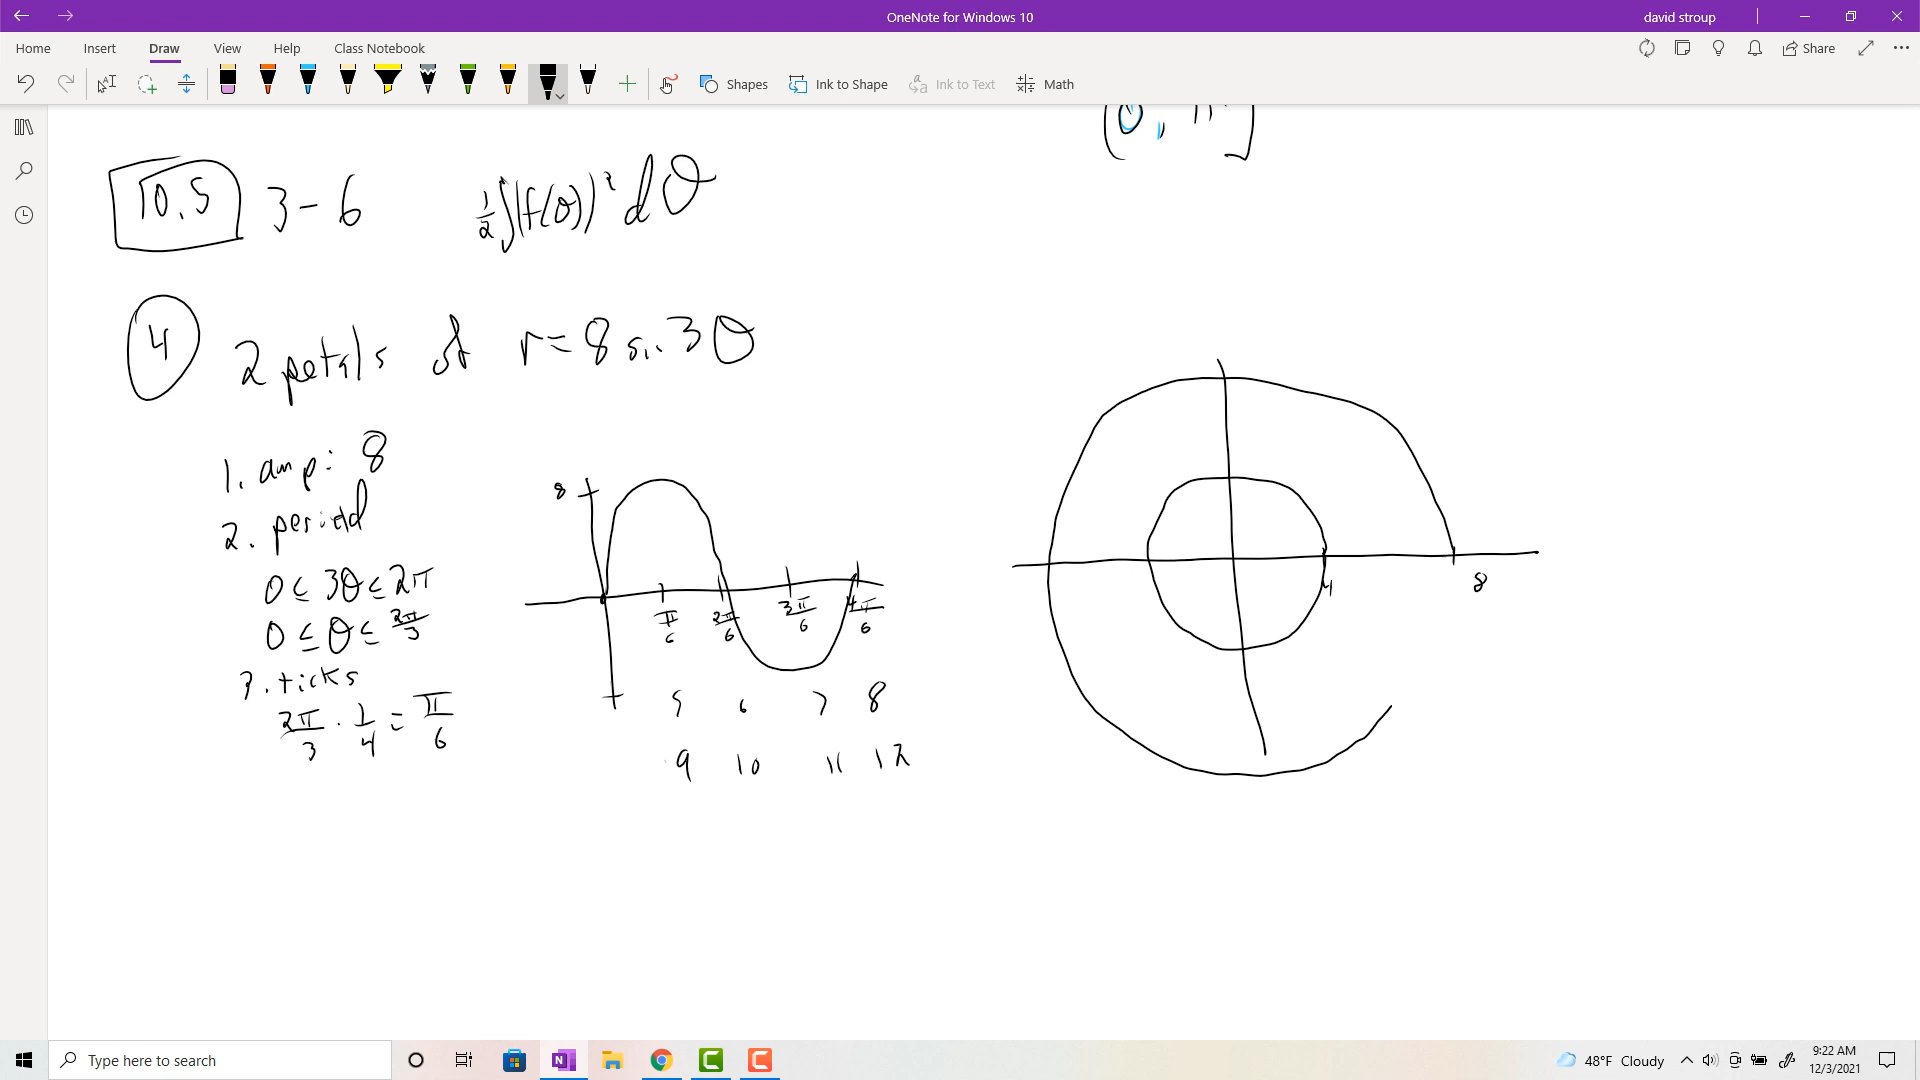 OneNote for Windows 10
david stroup
Home Insert Draw View Help Class Notebook
Share
Shapes Ink to Shape Ink to Text Math
(0, π]
10.5 3-6 1/2∫(f(θ))² dθ
4 2 petals of r=8 sin 3θ
1. amp: 8
2. period
0 ≤ 3θ ≤ 2π
0 ≤ θ ≤ 2π/3
3. ticks
2π/3 · 1/4 = π/6
8
π/6 2π/6 3π/6 4π/6
5 6 7 8
9 10 11 12
4 8
Type here to search
48°F Cloudy
9:22 AM
12/3/2021